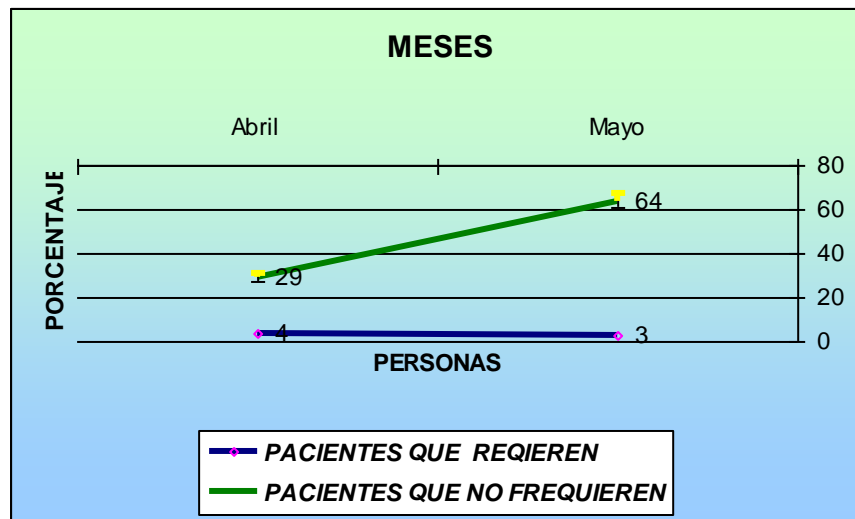 MESES
Abril Mayo
PORCENTAJE
80
60
40
20
0
64
29
4
3
PERSONAS
PACIENTES QUE REQIEREN
PACIENTES QUE NO FREQUIEREN